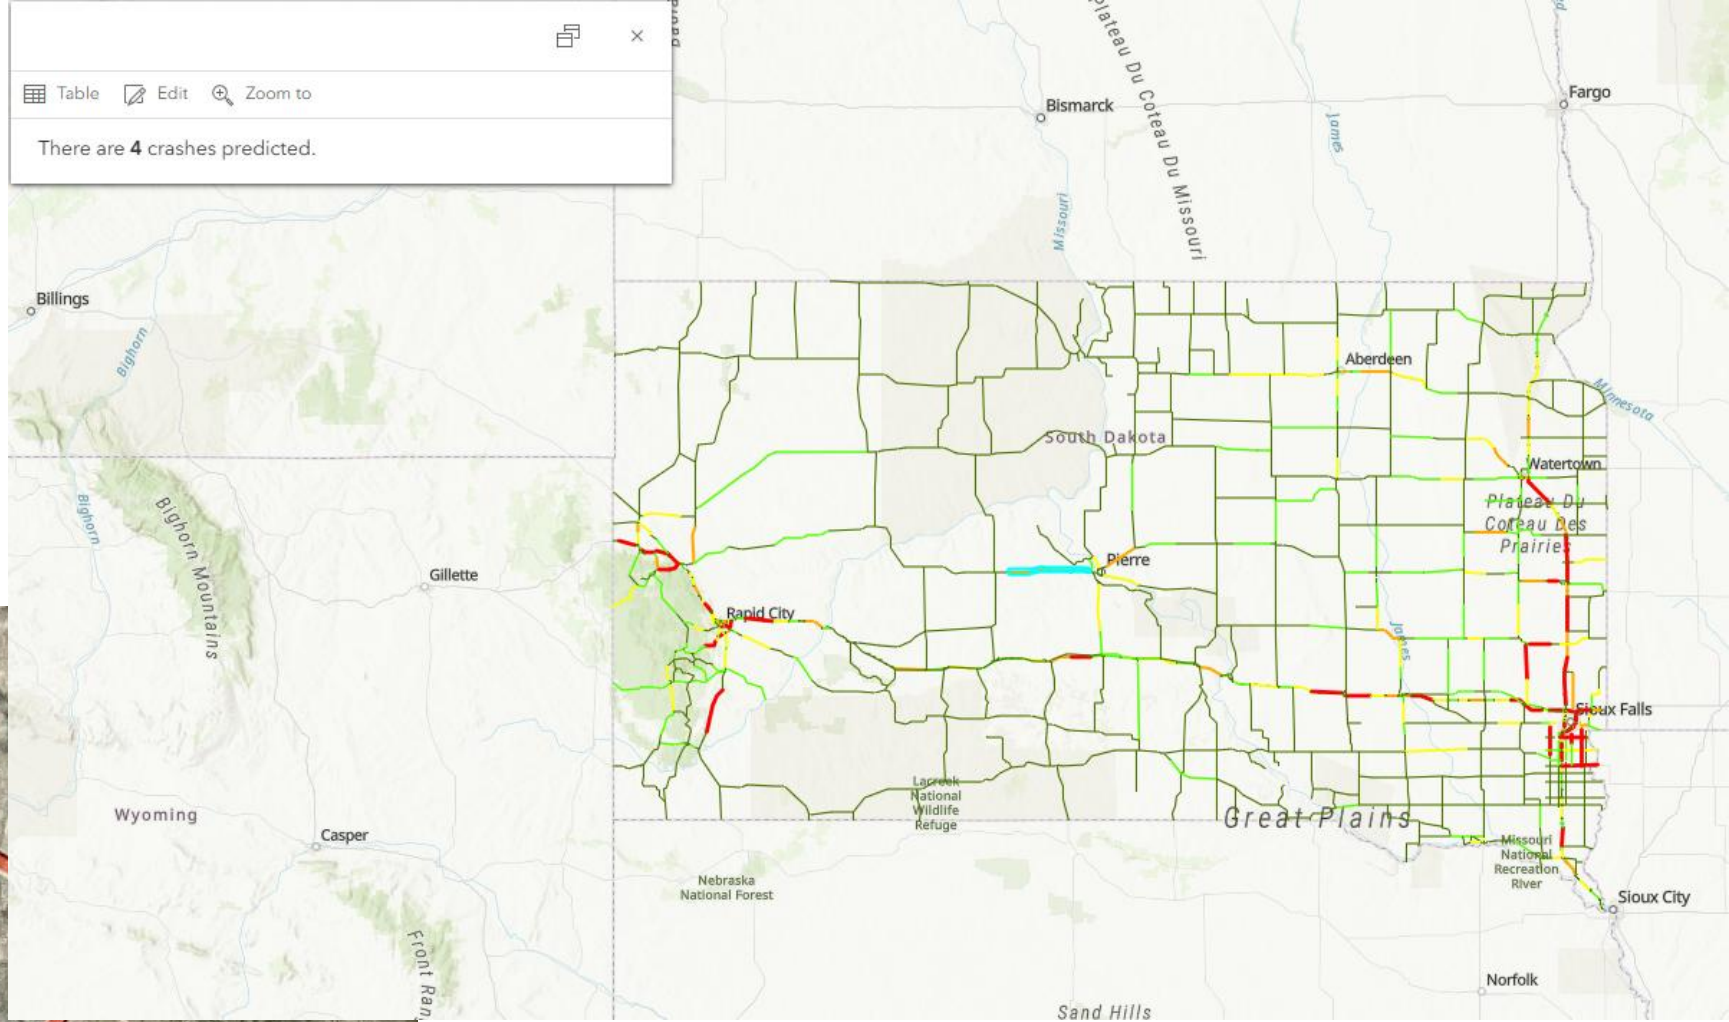 Table Edit Zoom to
There are 4 crashes predicted.
Plateau Du Coteau Du Missouri
Bismarck
Fargo
James
Missouri
Billings
Bighorn
Aberdeen
Minnesota
South Dakota
Watertown
Bighorn
Bighorn Mountains
Plateau Du
Coteau Des
Prairies
Pierre
Gillette
Rapid City
James
Sioux Falls
Lacreek
National
Wildlife
Refuge
Wyoming
Great Plains
Casper
Missouri
National
Recreation
River
Nebraska
National Forest
Sioux City
Front Ran
Norfolk
Sand Hills